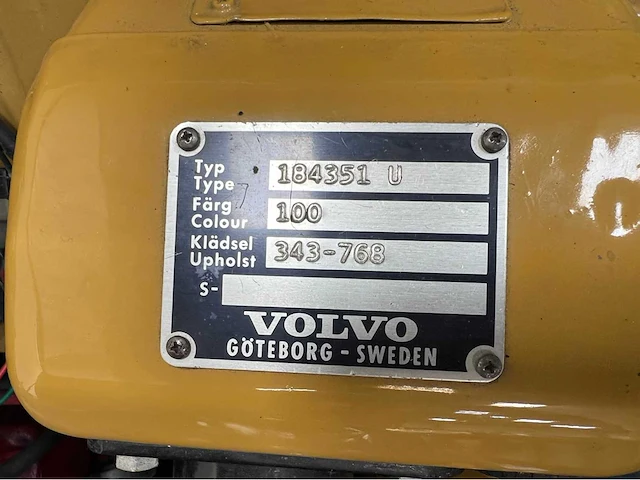 Typ
Type 184351 U
Färg
Colour 100
Klädsel
Upholst 343-768
S-
VOLVO
GÖTEBORG - SWEDEN